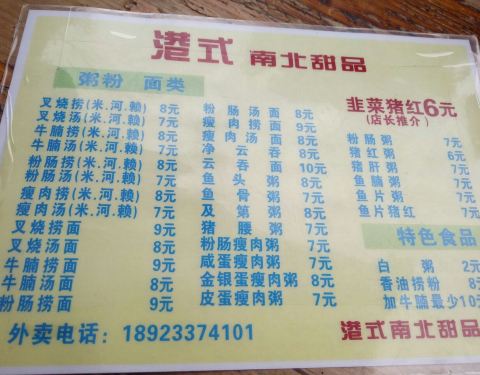 港式 南北甜品
粥粉 面类
叉烧捞(米.河.赖) 8元
叉烧汤(米.河.赖) 7元
牛腩捞(米.河.赖) 8元
牛腩汤(米.河.赖) 7元
粉肠捞(米.河.赖) 8元
粉肠汤(米.河.赖) 7元
瘦肉捞(米.河.赖) 8元
瘦肉汤(米.河.赖) 7元
叉烧捞面 9元
叉烧汤面 8元
牛腩捞面 9元
牛腩汤面 8元
粉肠捞面 9元
粉肠汤面 8元
瘦肉捞面 9元
瘦肉汤面 8元
净云吞 8元
云吞面 10元
鱼头粥 8元
鱼骨粥 7元
及第粥 8元
猪腰粥 7元
粉肠瘦肉粥 7元
咸蛋瘦肉粥 7元
金银蛋瘦肉粥 8元
皮蛋瘦肉粥 7元
韭菜猪红6元
(店长推介)
粉肠粥 7元
猪红粥 6元
猪肝粥 7元
鱼腩粥 7元
鱼片粥 7元
鱼片猪红 7元
特色食品
白粥 2元
香油捞粉 8元
加牛腩最少10元
外卖电话：18923374101
港式南北甜品